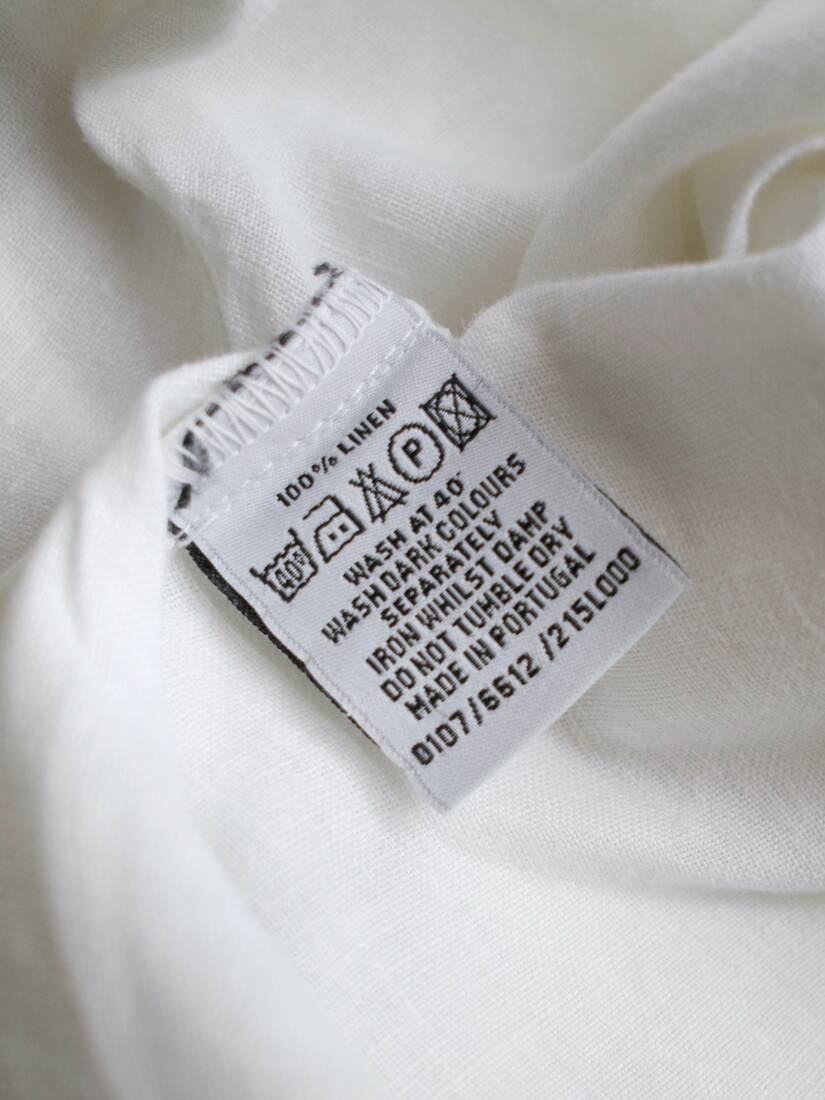 100% LINEN
40° P
WASH AT 40°
WASH DARK COLOURS
SEPARATELY
IRON WHILST DAMP
DO NOT TUMBLE DRY
MADE IN PORTUGAL
0107/6612 /215L000